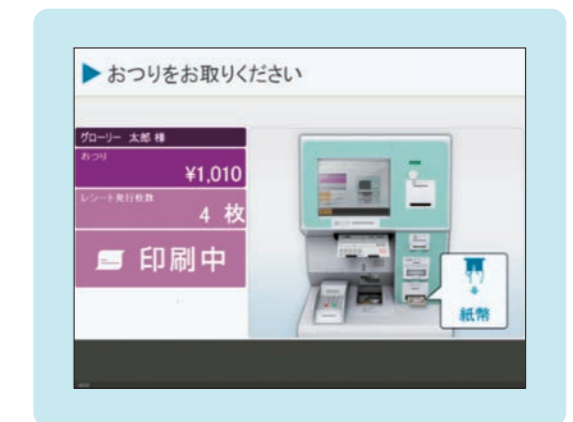 おつりをお取りください
グローリー 太郎 様
おつり
¥1,010
レシート発行枚数
4 枚
印刷中
紙幣